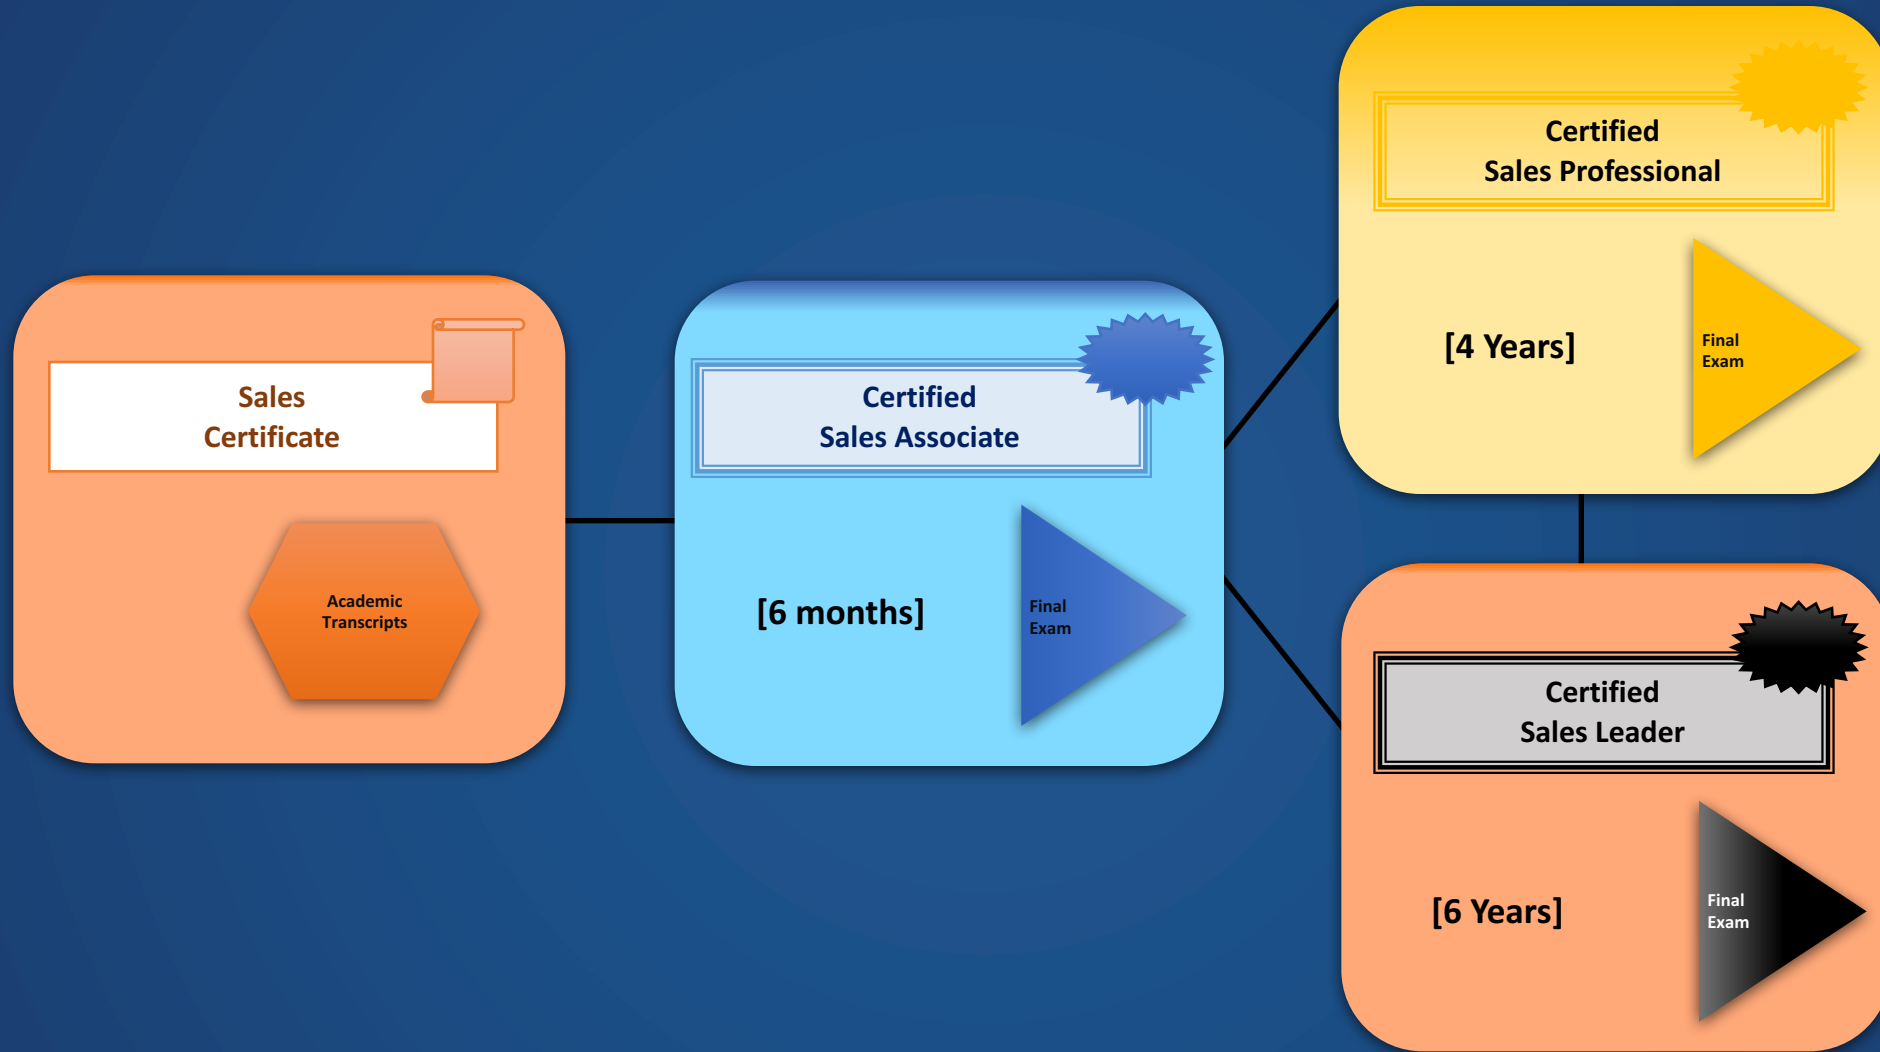 Sales
Certificate
Academic
Transcripts
Certified
Sales Associate
[6 months]
Final
Exam
Certified
Sales Professional
[4 Years]
Final
Exam
Certified
Sales Leader
[6 Years]
Final
Exam